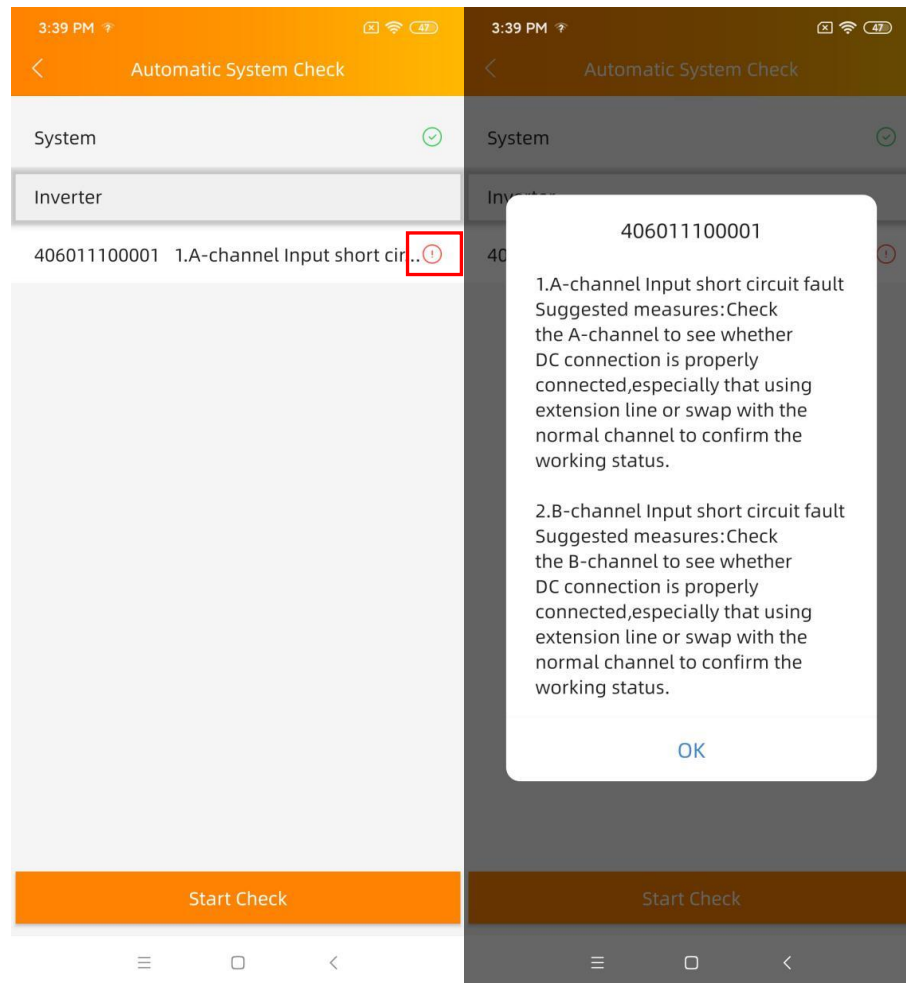 3:39 PM
47
Automatic System Check
System
Inverter
406011100001 1.A-channel Input short cir...
Start Check
3:39 PM
47
Automatic System Check
System
Inverter
40
406011100001
1.A-channel Input short circuit fault
Suggested measures:Check
the A-channel to see whether
DC connection is properly
connected,especially that using
extension line or swap with the
normal channel to confirm the
working status.
2.B-channel Input short circuit fault
Suggested measures:Check
the B-channel to see whether
DC connection is properly
connected,especially that using
extension line or swap with the
normal channel to confirm the
working status.
OK
Start Check